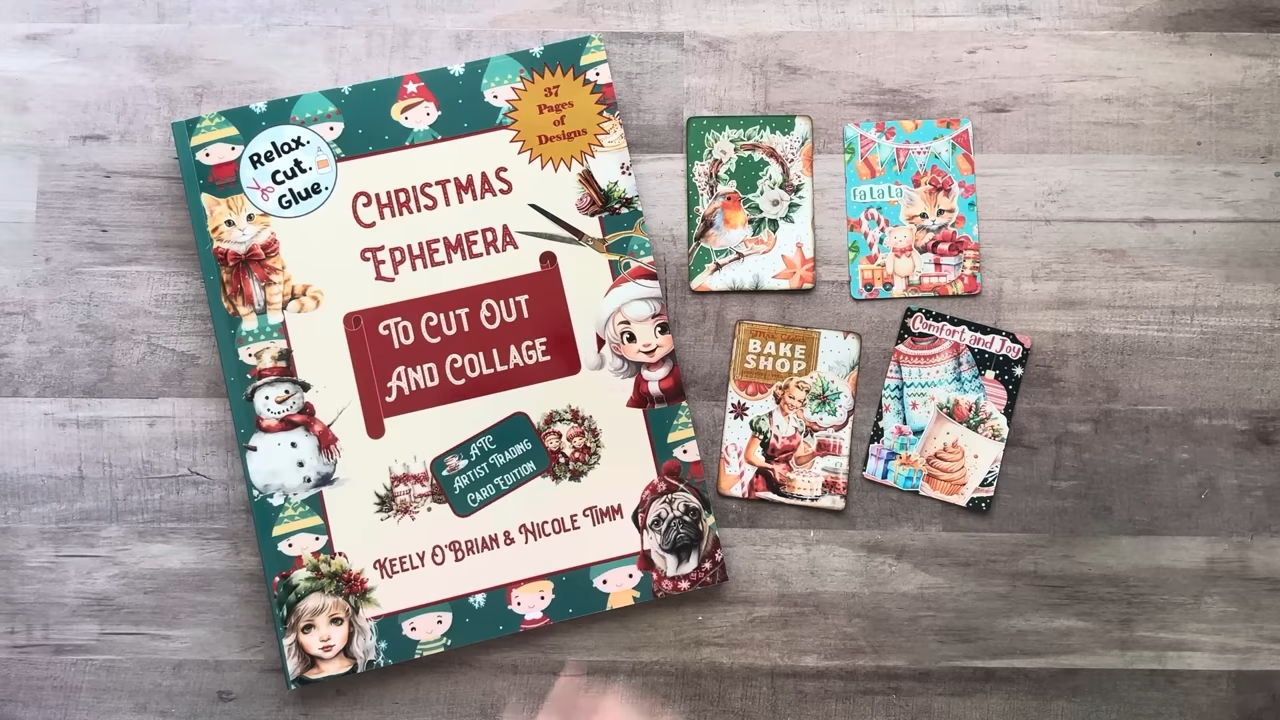 Relax.
Cut.
Glue.
37
Pages
of
Designs
CHRISTMAS
EPHEMERA
TO CUT OUT
AND COLLAGE
ATC
ARTIST TRADING
CARD EDITION
KEELY O'BRIAN & NICOLE TIMM
Fa La La
BAKE
SHOP
Comfort and Joy